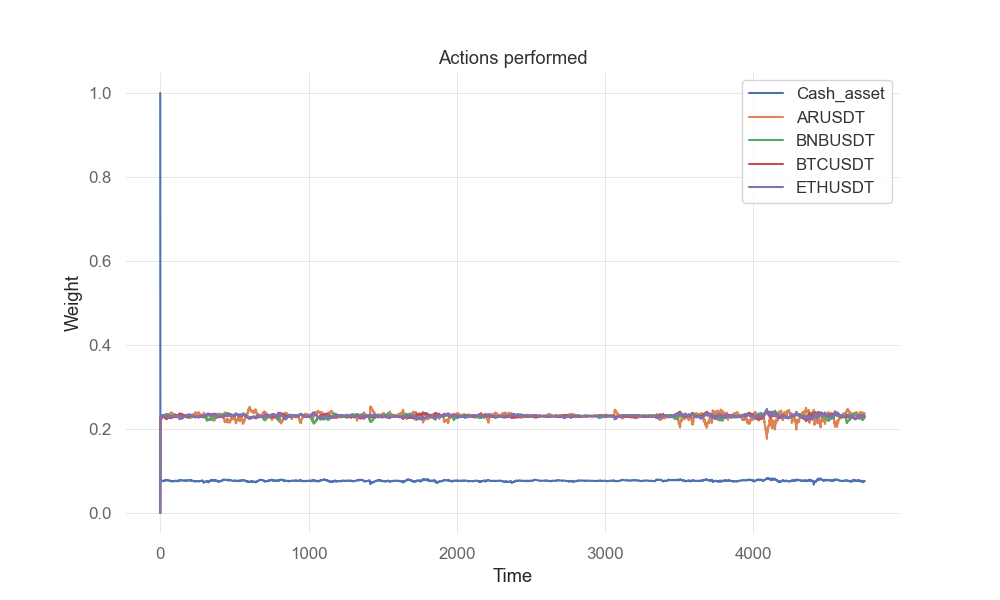 Actions performed
Cash_asset
ARUSDT
BNBUSDT
BTCUSDT
ETHUSDT
1.0
0.8
0.6
0.4
0.2
0.0
Weight
0 1000 2000 3000 4000
Time